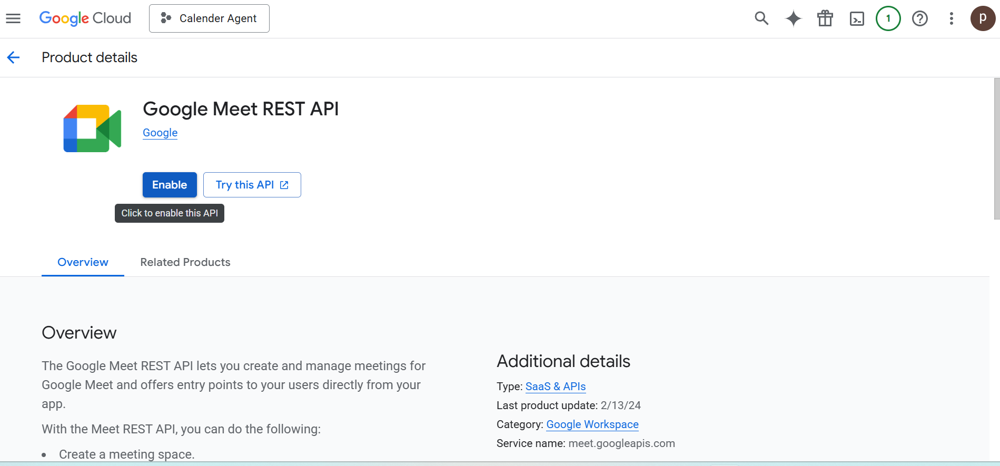 Google Cloud
Calender Agent
1
p
Product details
Google Meet REST API
Google
Enable
Try this API
Click to enable this API
Overview
Related Products
Overview
The Google Meet REST API lets you create and manage meetings for
Google Meet and offers entry points to your users directly from your
app.
With the Meet REST API, you can do the following:
• Create a meeting space.
Additional details
Type: SaaS & APIs
Last product update: 2/13/24
Category: Google Workspace
Service name: meet.googleapis.com